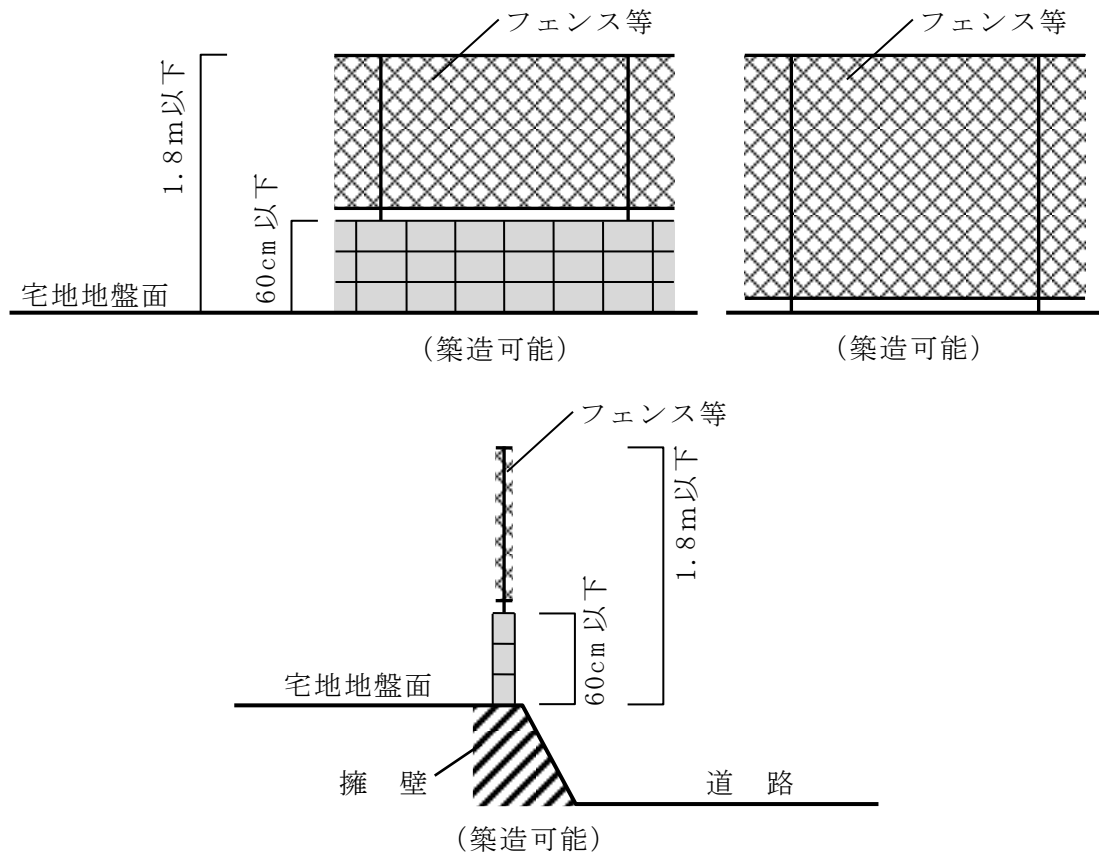 フェンス等
フェンス等
1.8m以下
60cm以下
宅地地盤面
（築造可能）
（築造可能）
フェンス等
1.8m以下
60cm以下
宅地地盤面
擁　壁
道　路
（築造可能）